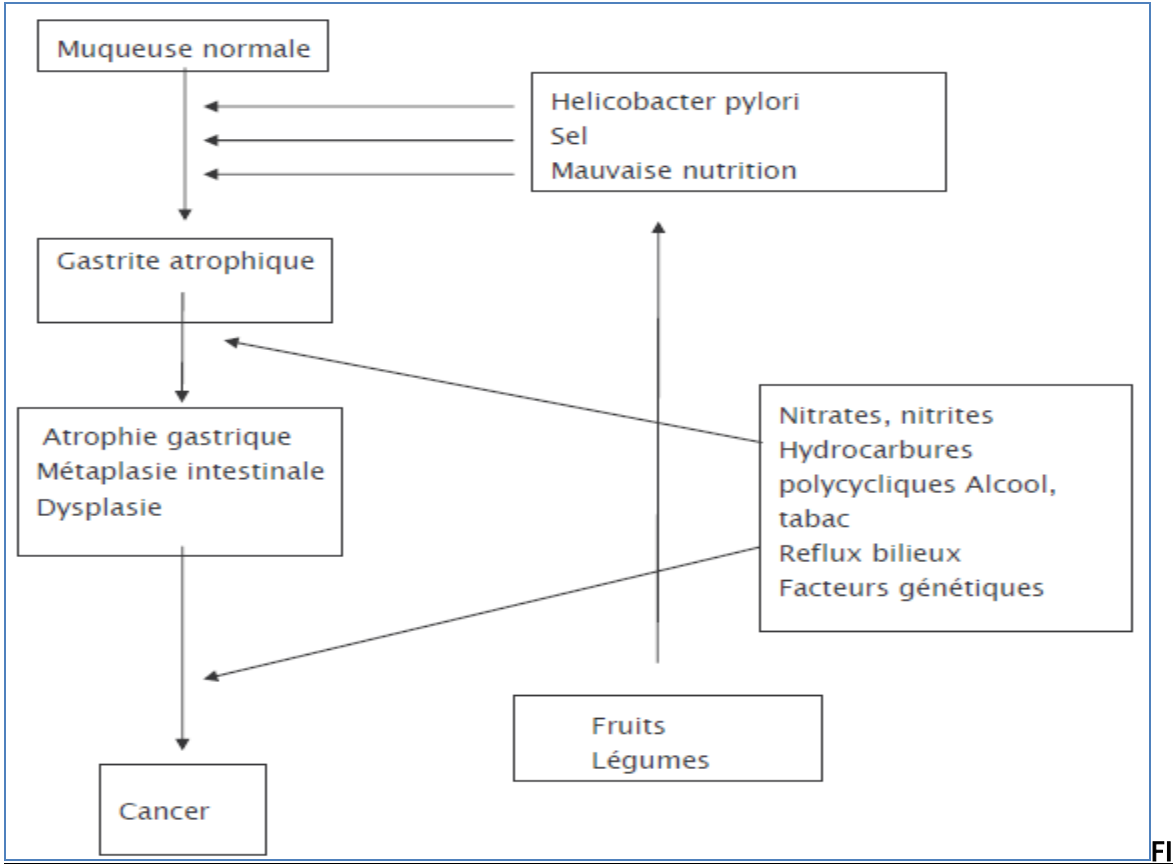 Muqueuse normale
Helicobacter pylori
Sel
Mauvaise nutrition
Gastrite atrophique
Atrophie gastrique
Métaplasie intestinale
Dysplasie
Nitrates, nitrites
Hydrocarbures
polycycliques Alcool,
tabac
Reflux bilieux
Facteurs génétiques
Fruits
Légumes
Cancer
FI